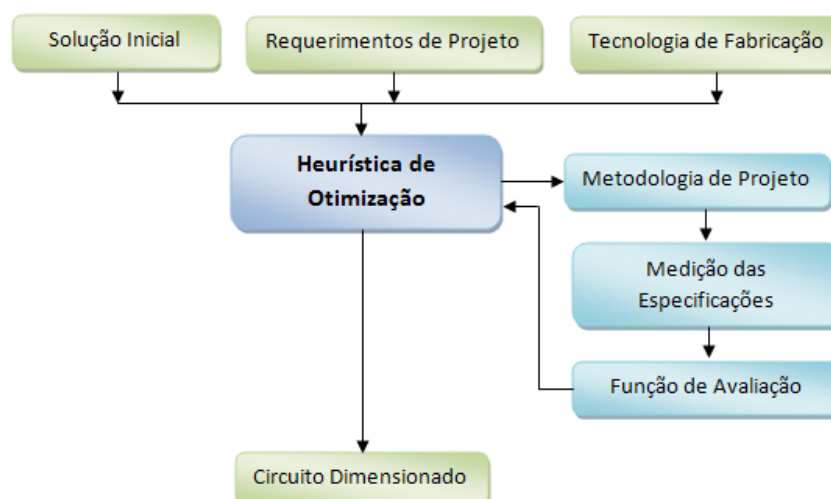 Solução Inicial
Requerimentos de Projeto
Tecnologia de Fabricação
Heurística de
Otimização
Metodologia de Projeto
Medição das
Especificações
Função de Avaliação
Circuito Dimensionado